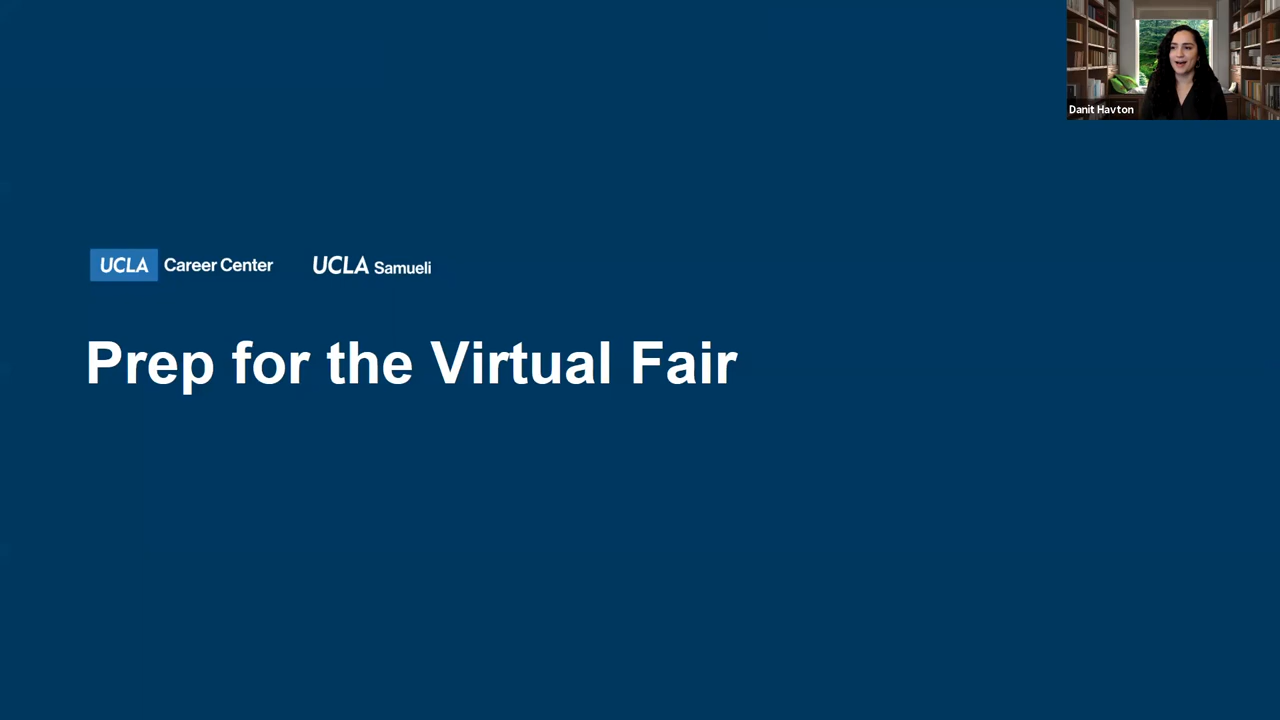 Danit Havton
UCLA Career Center
UCLA Samueli
Prep for the Virtual Fair